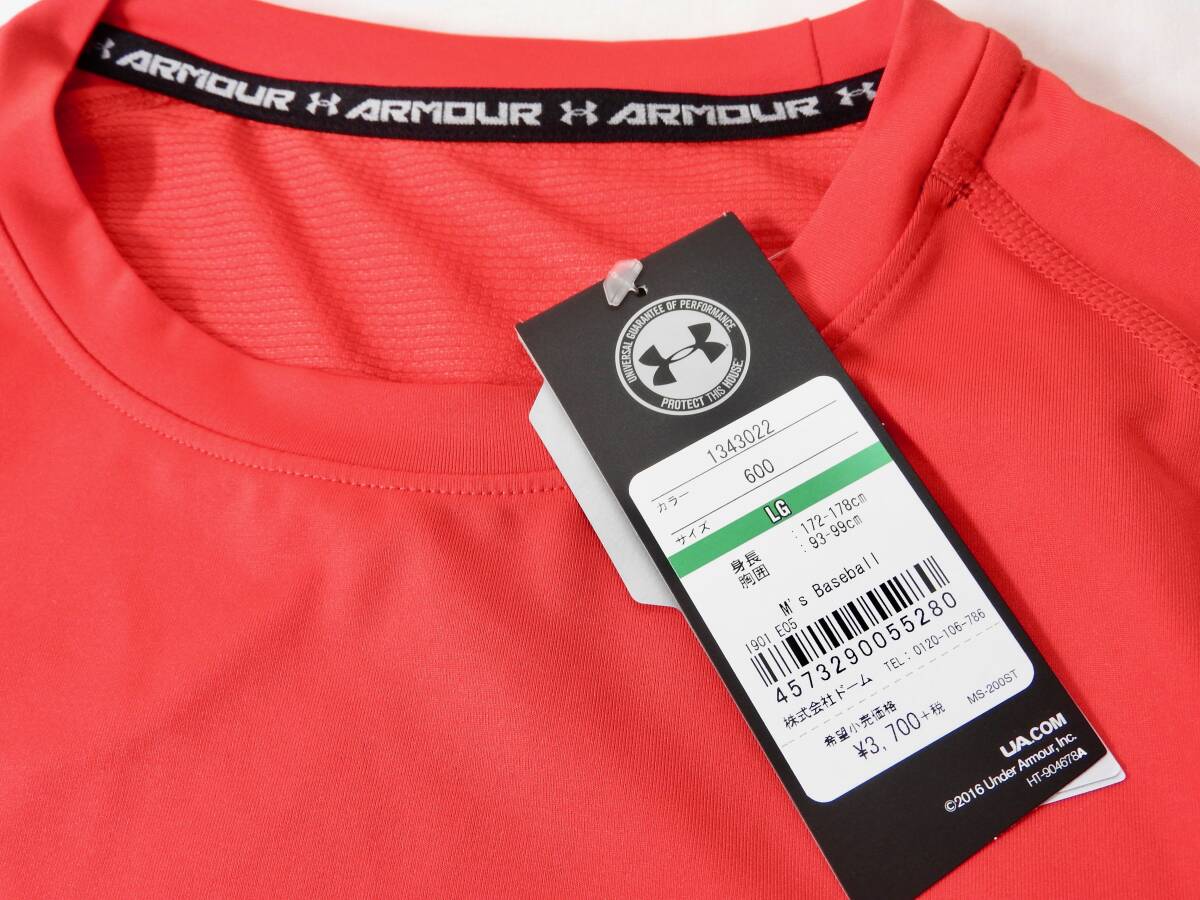 ARMOUR ARMOUR ARMOUR
UNIVERSAL GUARANTEE OF PERFORMANCE
PROTECT THIS HOUSE
1343022
カラー 600
サイズ LG
身長 :172-178cm
胸囲 :93-99cm
M's Baseball
1901 E05
4573290055280
株式会社ドーム TEL:0120-106-786
希望小売価格 MS-200ST
¥3,700+税
UA.COM
©2016 Under Armour, Inc.
HT-904678A